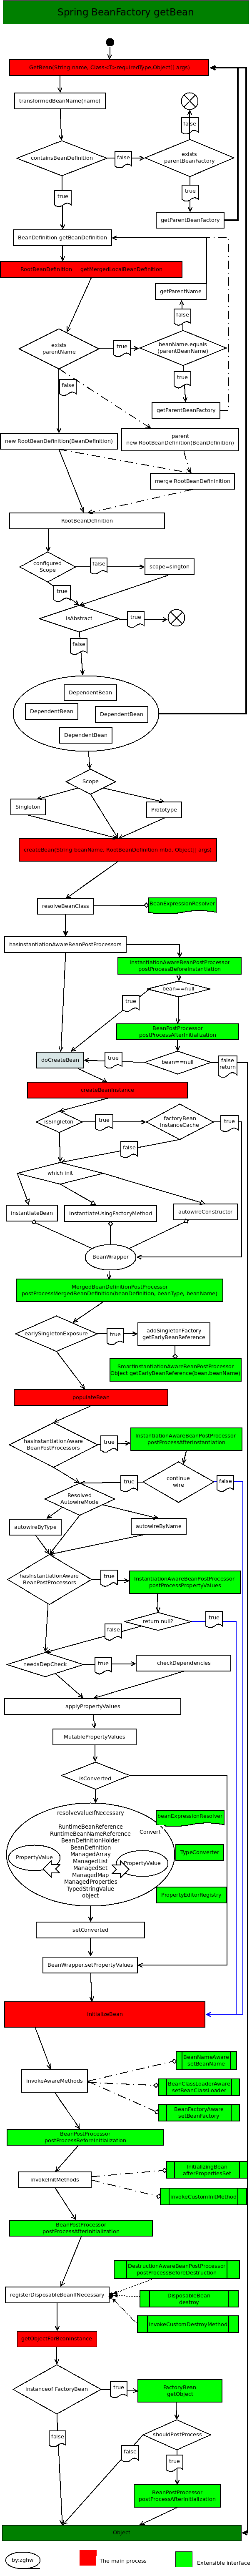 Spring BeanFactory getBean
GetBean(String name, Class<T>requiredType,Object[] args)
transformedBeanName(name)
false
containsBeanDefinition
false
exists
parentBeanFactory
true
true
getParentBeanFactory
BeanDefinition getBeanDefinition
RootBeanDefinition getMergedLocalBeanDefinition
getParentName
false
exists
parentName
true
beanName.equals
(parentBeanName)
true
false
getParentBeanFactory
new RootBeanDefinition(BeanDefinition)
parent
new RootBeanDefinition(BeanDefinition)
merge RootBeanDefininition
RootBeanDefinition
configured
Scope
false
scope=sington
true
isAbstract
true
false
DependentBean
DependentBean
DependentBean
DependentBean
Scope
Singleton
Prototype
createBean(String beanName, RootBeanDefinition mbd, Object[] args)
resolveBeanClass
BeanExpressionResolver
hasInstantiationAwareBeanPostProcessors
InstantiationAwareBeanPostProcessor
postProcessBeforeInstantiation
bean==null
true
BeanPostProcessor
postProcessAfterInitialization
doCreateBean
true
bean==null
false
return
createBeanInstance
isSingleton
true
factoryBean
InstanceCache
true
false
which init
instantiateBean
instantiateUsingFactoryMethod
autowireConstructor
BeanWrapper
MergedBeanDefinitionPostProcessor
postProcessMergedBeanDefinition(beanDefinition, beanType, beanName)
earlySingletonExposure
true
addSingletonFactory
getEarlyBeanReference
SmartInstantiationAwareBeanPostProcessor
Object getEarlyBeanReference(bean,beanName)
populateBean
hasInstantiationAware
BeanPostProcessors
true
InstantiationAwareBeanPostProcessor
postProcessAfterInstantiation
continue
wire
true
false
Resolved
AutowireMode
autowireByType
autowireByName
hasInstantiationAware
BeanPostProcessors
true
InstantiationAwareBeanPostProcessor
postProcessPropertyValues
return null?
true
false
needsDepCheck
true
checkDependencies
applyPropertyValues
MutablePropertyValues
isConverted
resolveValueIfNecessary
RuntimeBeanReference
RuntimeBeanNameReference
BeanDefinitionHolder
BeanDefinition
ManagedArray
ManagedList
ManagedSet
ManagedMap
ManagedProperties
TypedStringValue
object
PropertyValue
Convert
PropertyValue
beanExpressionResolver
TypeConverter
PropertyEditorRegistry
setConverted
BeanWrapper.setPropertyValues
initializeBean
invokeAwareMethods
BeanNameAware
setBeanName
BeanClassLoaderAware
setBeanClassLoader
BeanFactoryAware
setBeanFactory
BeanPostProcessor
postProcessBeforeInitialization
invokeInitMethods
InitializingBean
afterPropertiesSet
invokeCustomInitMethod
BeanPostProcessor
postProcessAfterInitialization
DestructionAwareBeanPostProcessor
postProcessBeforeDestruction
registerDisposableBeanIfNecessary
DisposableBean
destroy
invokeCustomDestroyMethod
getObjectForBeanInstance
instanceof FactoryBean
true
FactoryBean
getObject
false
shouldPostProcess
false
true
BeanPostProcessor
postProcessAfterInitialization
Object
by:zghw
The main process
Extensible Interface